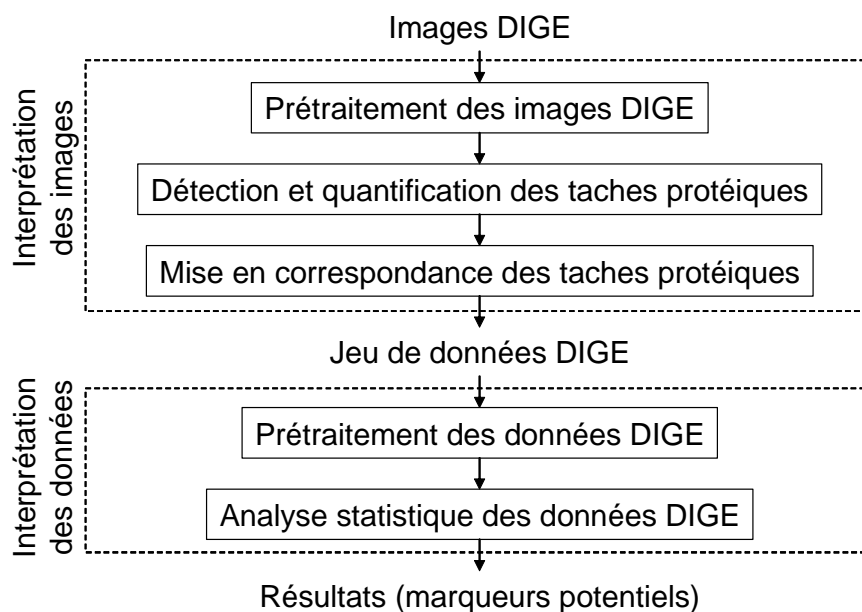 Images DIGE
Interprétation
des images
Prétraitement des images DIGE
Détection et quantification des taches protéiques
Mise en correspondance des taches protéiques
Jeu de données DIGE
Interprétation
des données
Prétraitement des données DIGE
Analyse statistique des données DIGE
Résultats (marqueurs potentiels)